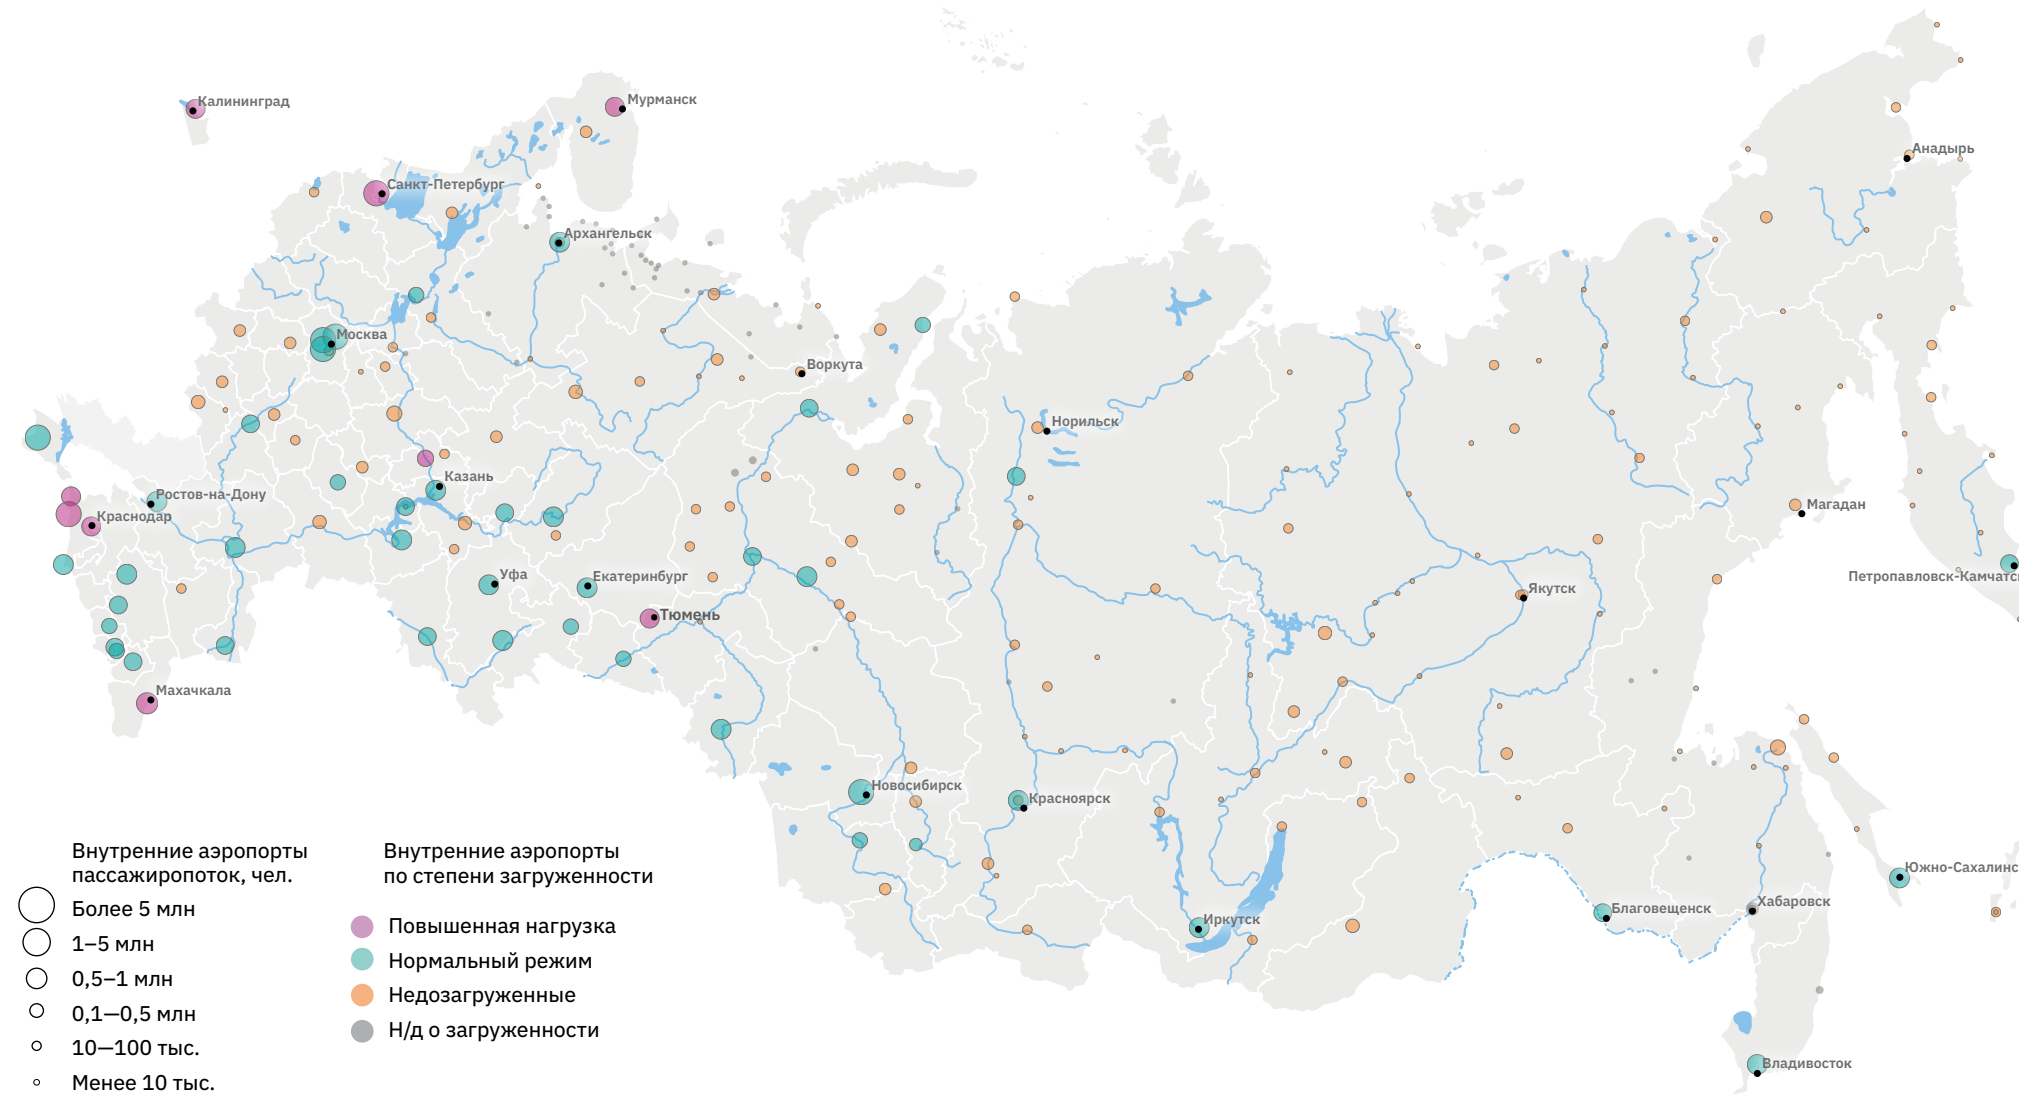 Калининград
Мурманск
Анадырь
Санкт-Петербург
Архангельск
Москва
Воркута
Норильск
Казань
Ростов-на-Дону
Краснодар
Магадан
Уфа
Екатеринбург
Якутск
Петропавловск-Камчатс
Тюмень
Махачкала
Новосибирск
Красноярск
Южно-Сахалинс
Хабаровск
Благовещенск
Иркутск
Владивосток
Внутренние аэропорты
пассажиропоток, чел.
Более 5 млн
1–5 млн
0,5–1 млн
0,1—0,5 млн
10—100 тыс.
Менее 10 тыс.
Внутренние аэропорты
по степени загруженности
Повышенная нагрузка
Нормальный режим
Недозагруженные
Н/д о загруженности